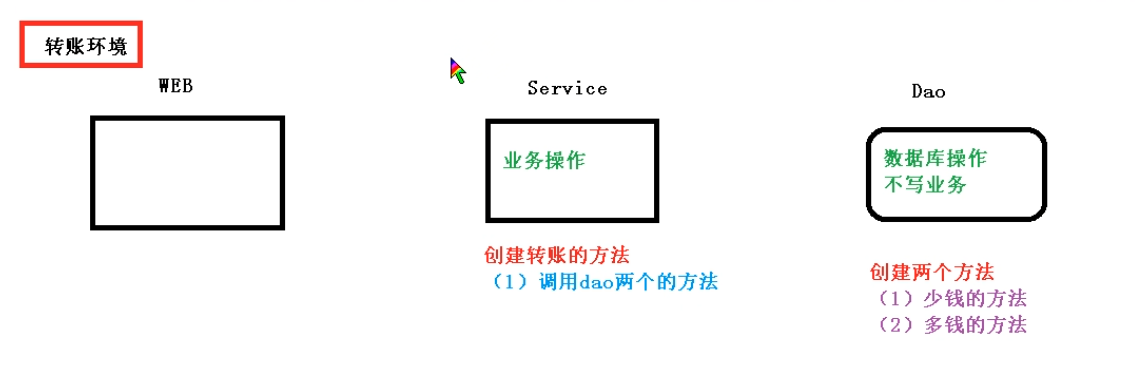 转账环境
WEB
Service
Dao
业务操作
数据库操作
不写业务
创建转账的方法
（1）调用dao两个的方法
创建两个方法
（1）少钱的方法
（2）多钱的方法